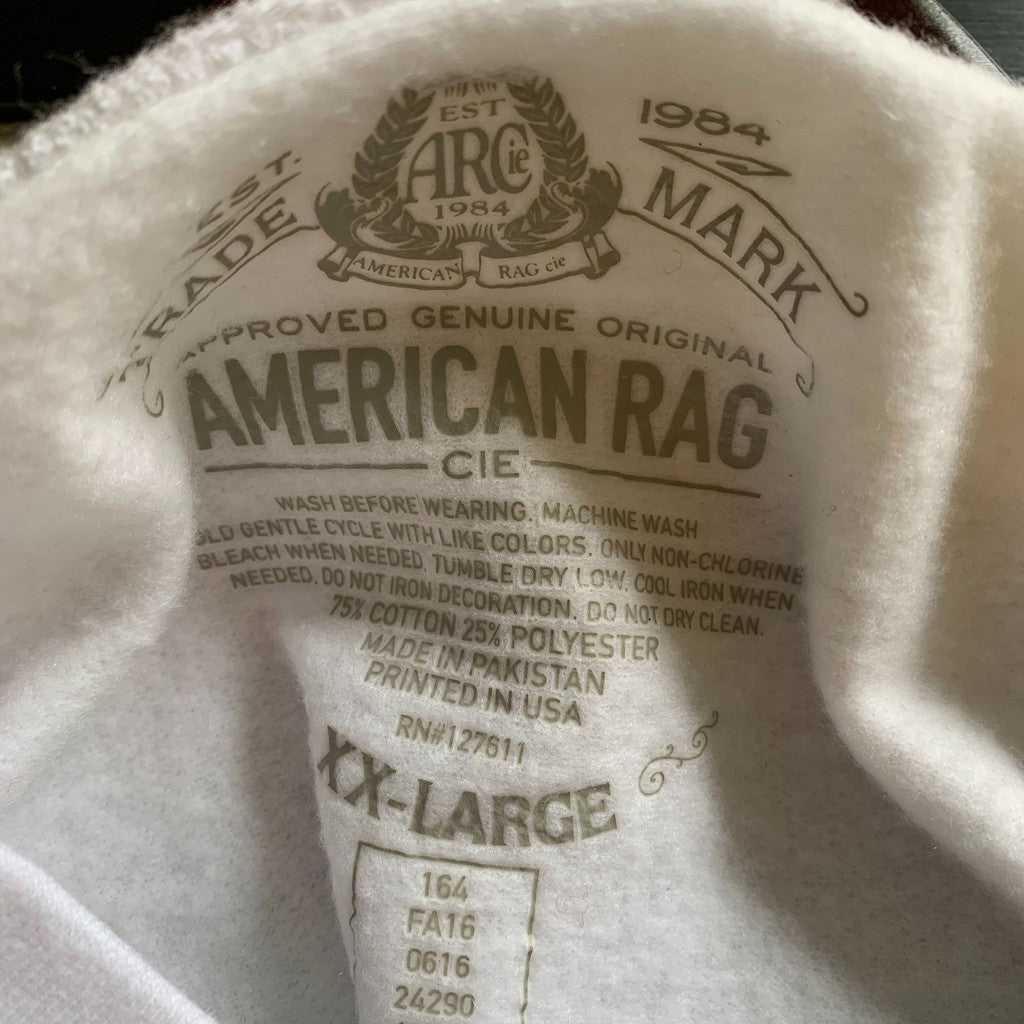 EST
ARCie
1984
AMERICAN RAG cie
EST. 1984
TRADE MARK
APPROVED GENUINE ORIGINAL
AMERICAN RAG
CIE
WASH BEFORE WEARING. MACHINE WASH
GENTLE CYCLE WITH LIKE COLORS. ONLY NON-CHLORINE
BLEACH WHEN NEEDED. TUMBLE DRY LOW. COOL IRON WHEN
NEEDED. DO NOT IRON DECORATION. DO NOT DRY CLEAN.
75% COTTON 25% POLYESTER
MADE IN PAKISTAN
PRINTED IN USA
RN#127611
XX-LARGE
164
FA16
0616
24290